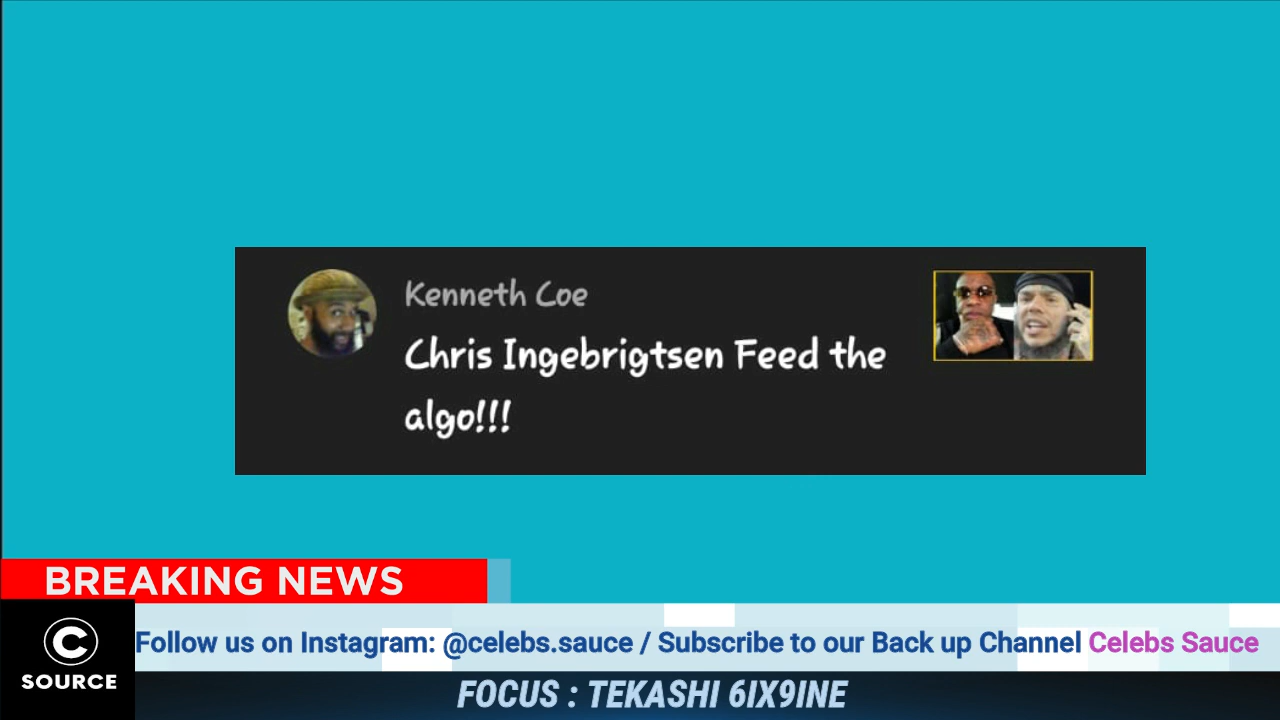 Kenneth Coe
Chris Ingebrigtsen Feed the
algo!!!
BREAKING NEWS
C
SOURCE
Follow us on Instagram: @celebs.sauce / Subscribe to our Back up Channel Celebs Sauce
FOCUS : TEKASHI 6IX9INE